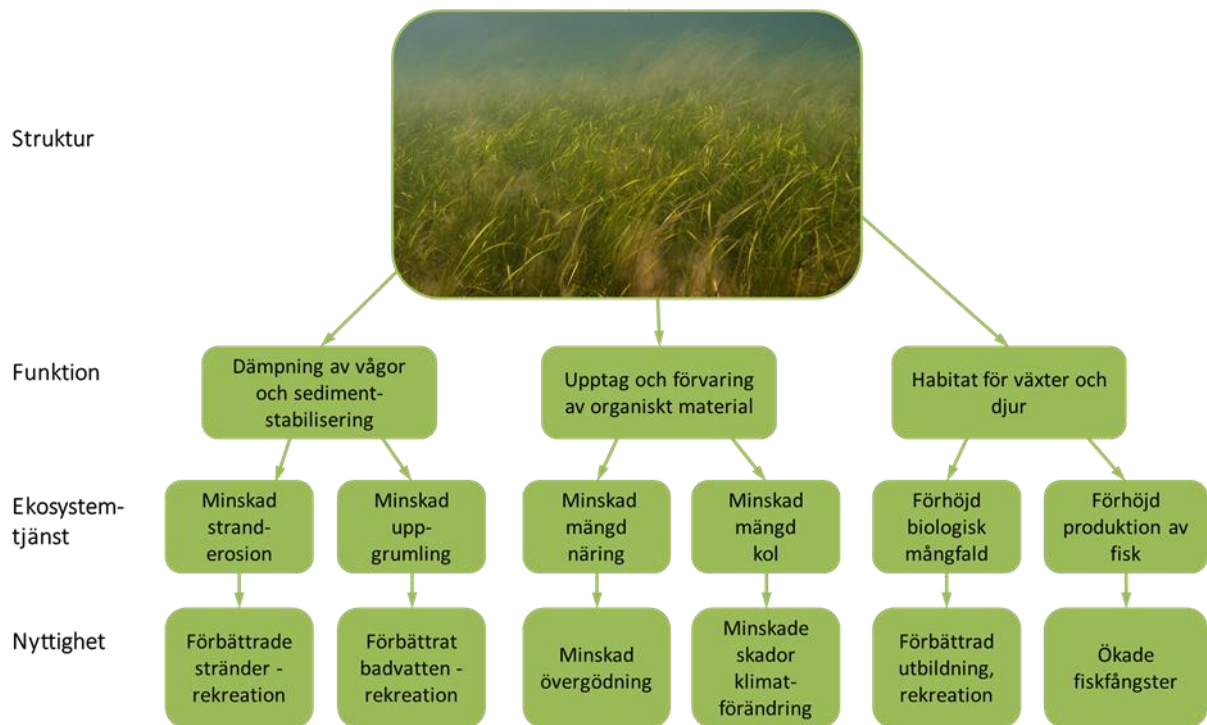 Struktur
Funktion
Dämpning av vågor
och sediment-
stabilisering
Upptag och förvaring
av organiskt material
Habitat för växter och
djur
Ekosystem-
tjänst
Minskad
strand-
erosion
Minskad
upp-
grumling
Minskad
mängd
näring
Minskad
mängd
kol
Förhöjd
biologisk
mångfald
Förhöjd
produktion av
fisk
Nyttighet
Förbättrade
stränder -
rekreation
Förbättrat
badvatten -
rekreation
Minskad
övergödning
Minskade
skador
klimat-
förändring
Förbättrad
utbildning,
rekreation
Ökade
fiskfångster